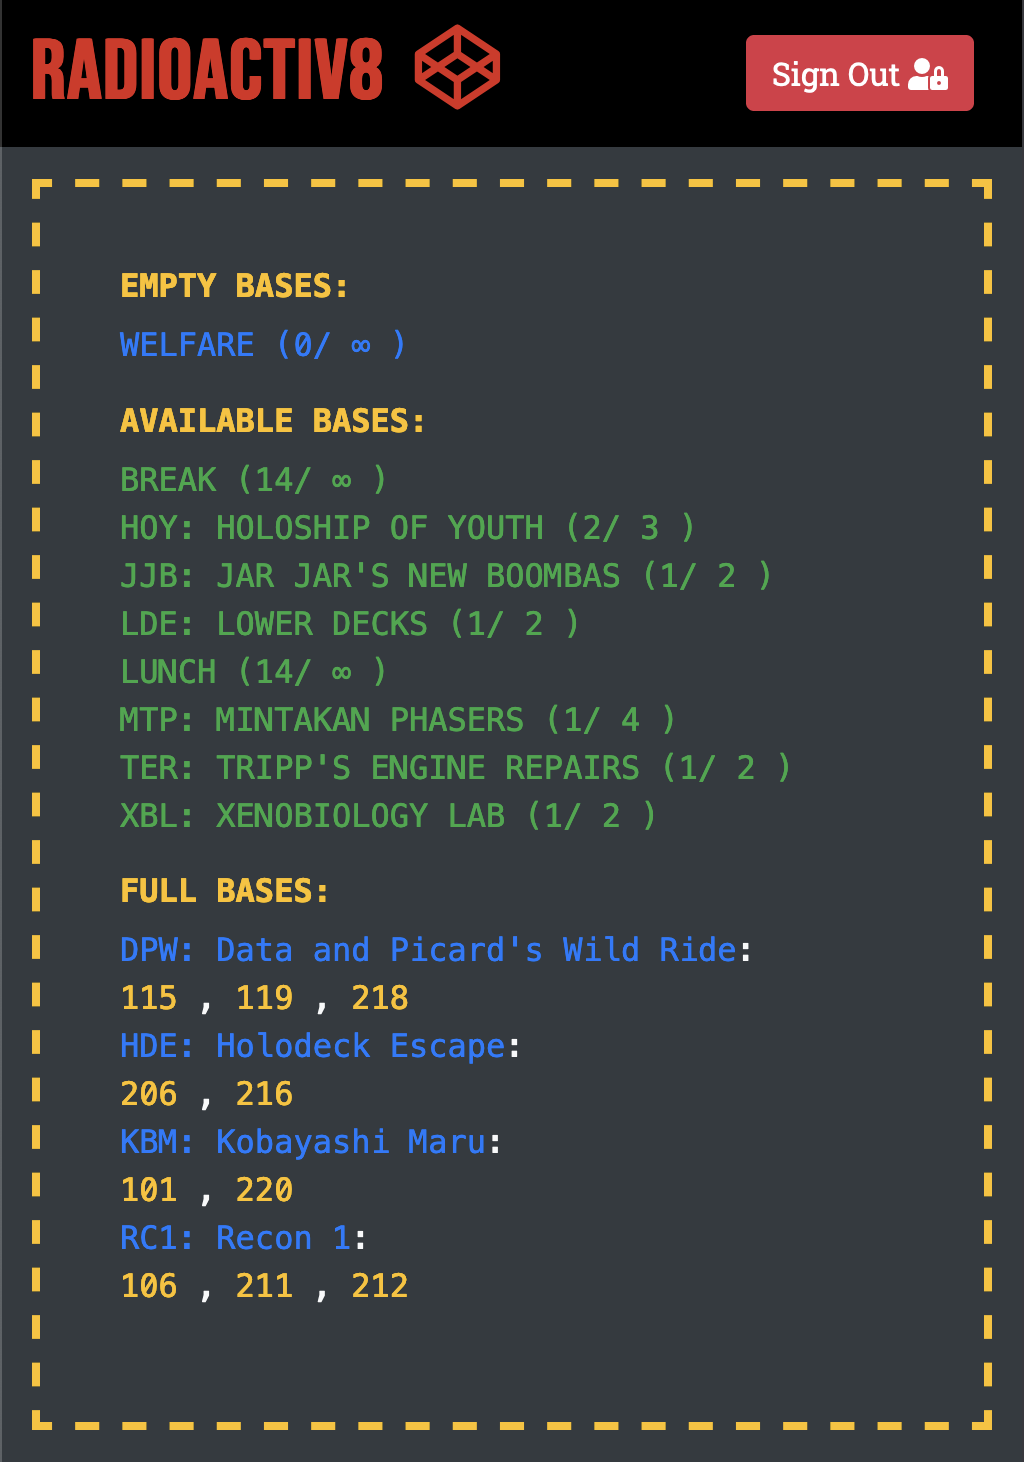 RADIOACTIV8
Sign Out
EMPTY BASES:
WELFARE (0/ ∞ )
AVAILABLE BASES:
BREAK (14/ ∞ )
HOY: HOLOSHIP OF YOUTH (2/ 3 )
JJB: JAR JAR'S NEW BOOMBAS (1/ 2 )
LDE: LOWER DECKS (1/ 2 )
LUNCH (14/ ∞ )
MTP: MINTAKAN PHASERS (1/ 4 )
TER: TRIPP'S ENGINE REPAIRS (1/ 2 )
XBL: XENOBIOLOGY LAB (1/ 2 )
FULL BASES:
DPW: Data and Picard's Wild Ride:
115 , 119 , 218
HDE: Holodeck Escape:
206 , 216
KBM: Kobayashi Maru:
101 , 220
RC1: Recon 1:
106 , 211 , 212